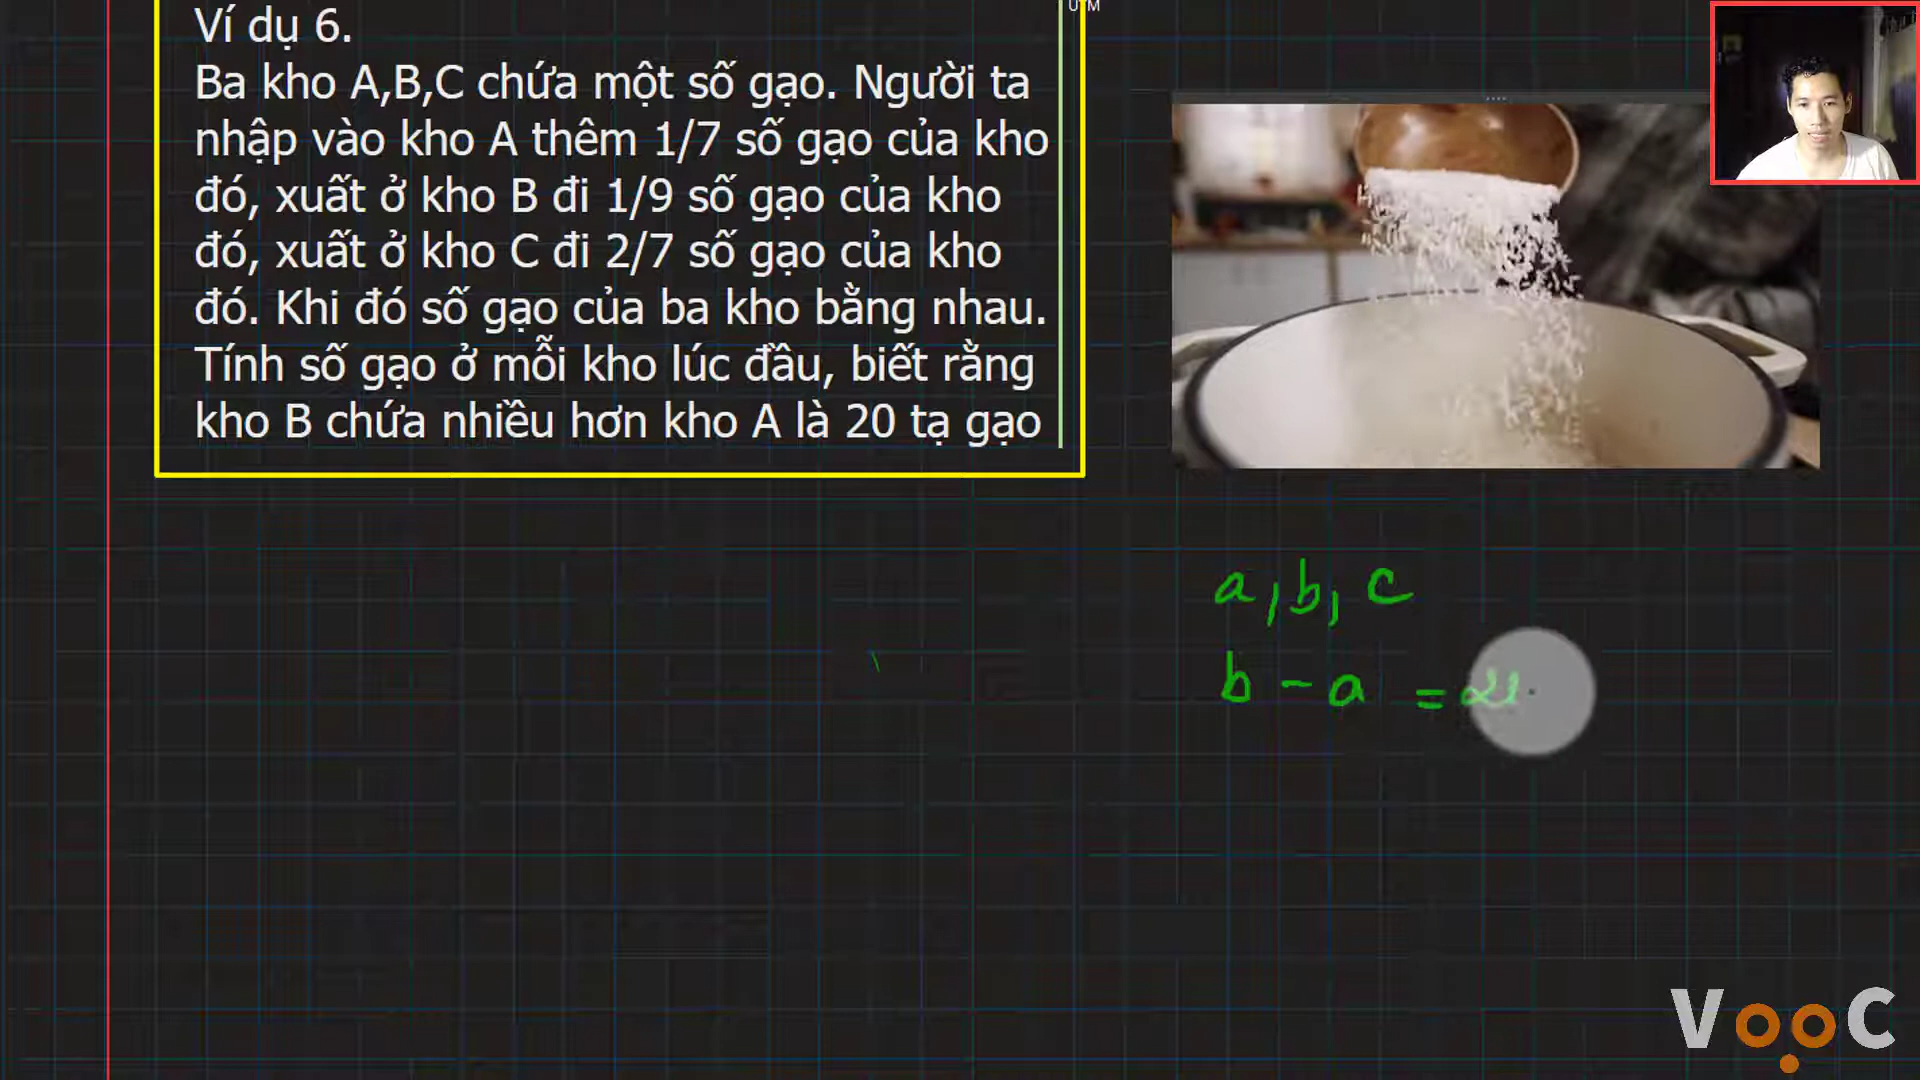 UTM
Ví dụ 6.
Ba kho A,B,C chứa một số gạo. Người ta
nhập vào kho A thêm 1/7 số gạo của kho
đó, xuất ở kho B đi 1/9 số gạo của kho
đó, xuất ở kho C đi 2/7 số gạo của kho
đó. Khi đó số gạo của ba kho bằng nhau.
Tính số gạo ở mỗi kho lúc đầu, biết rằng
kho B chứa nhiều hơn kho A là 20 tạ gạo
a, b, c
b - a =
VooC